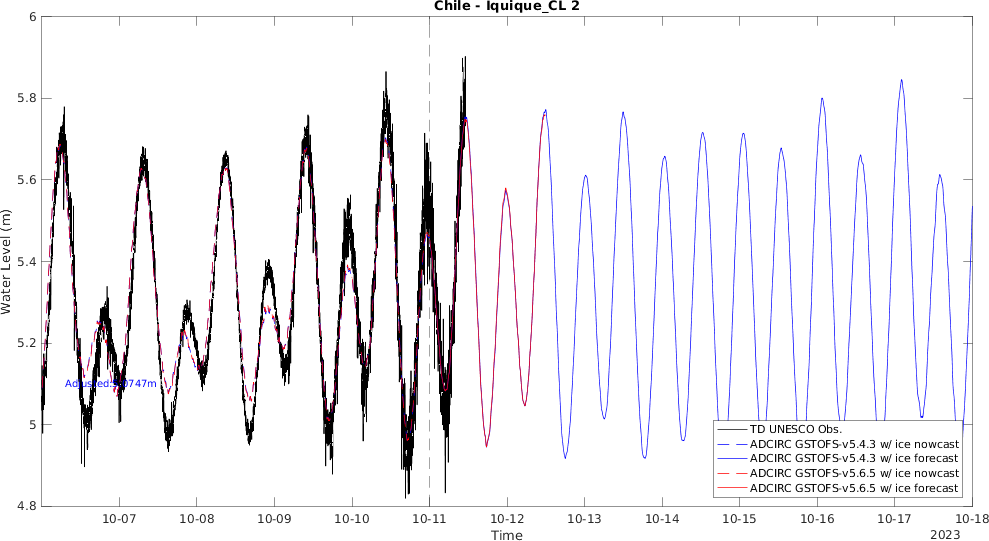 Chile - Iquique_CL 2
Water Level (m)
6
5.8
5.6
5.4
5.2
5
4.8
TD UNESCO Obs.
ADCIRC GSTOFS-v5.4.3 w/ ice nowcast
ADCIRC GSTOFS-v5.4.3 w/ ice forecast
ADCIRC GSTOFS-v5.6.5 w/ ice nowcast
ADCIRC GSTOFS-v5.6.5 w/ ice forecast
10-07 10-08 10-09 10-10 10-11 10-12 10-13 10-14 10-15 10-16 10-17 10-18
Time
2023